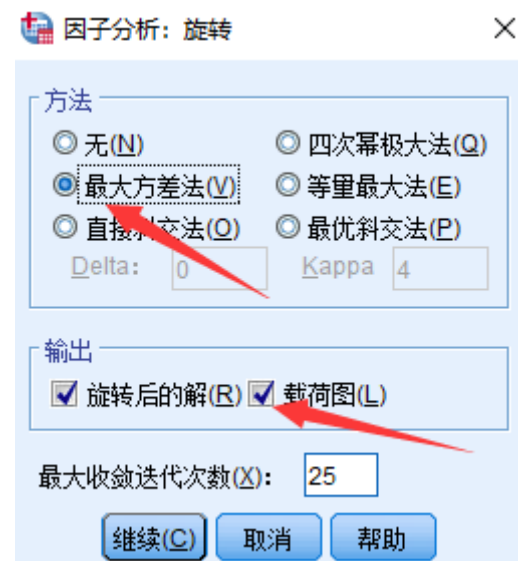 因子分析：旋转
方法
无(N)
四次幂极大法(Q)
最大方差法(V)
等量最大法(E)
直接斜交法(O)
最优斜交法(P)
Delta: 0
Kappa 4
输出
旋转后的解(R) 载荷图(L)
最大收敛迭代次数(X): 25
继续(C) 取消 帮助